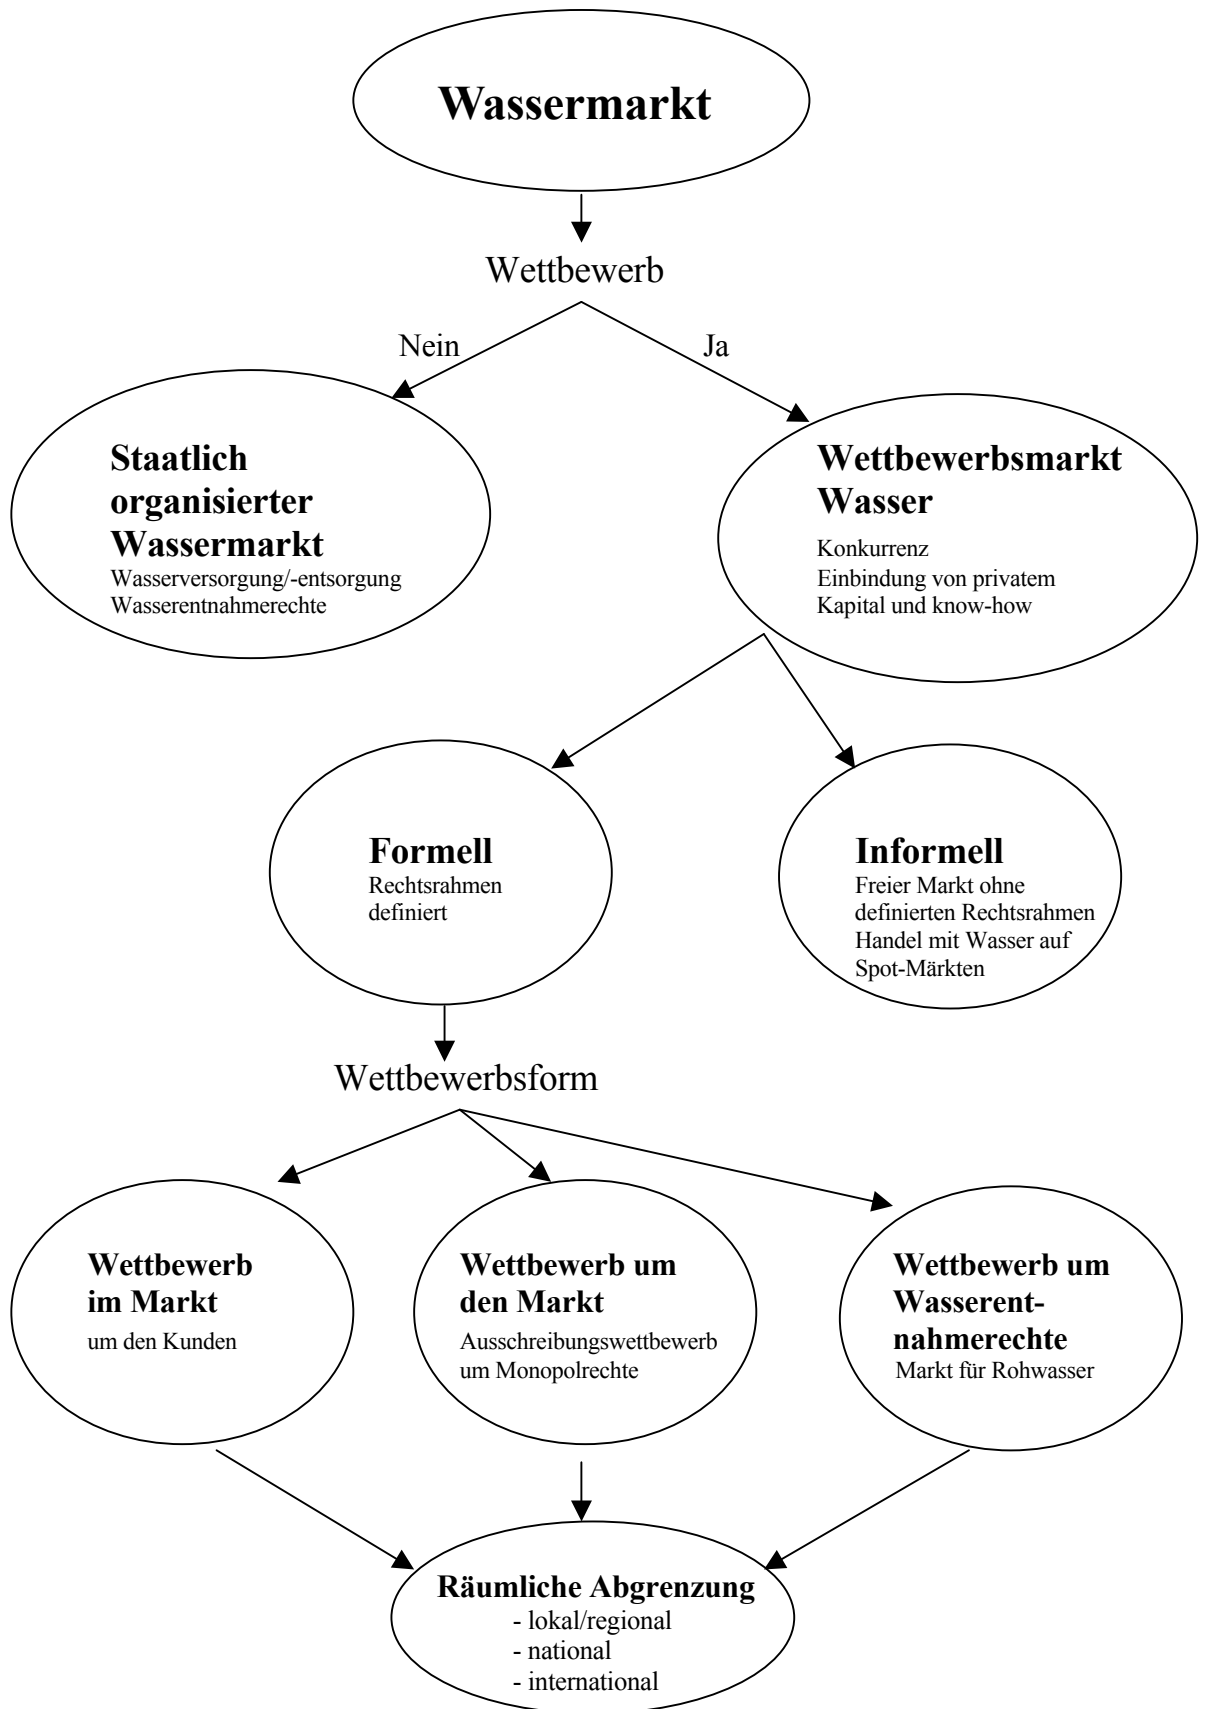 Wassermarkt
Wettbewerb
Nein
Ja
Staatlich
organisierter
Wassermarkt
Wasserversorgung/-entsorgung
Wasserentnahmerechte
Wettbewerbsmarkt
Wasser
Konkurrenz
Einbindung von privatem
Kapital und know-how
Formell
Rechtsrahmen
definiert
Informell
Freier Markt ohne
definierten Rechtsrahmen
Handel mit Wasser auf
Spot-Märkten
Wettbewerbsform
Wettbewerb
im Markt
um den Kunden
Wettbewerb um
den Markt
Ausschreibungswettbewerb
um Monopolrechte
Wettbewerb um
Wasserent-
nahmerechte
Markt für Rohwasser
Räumliche Abgrenzung
- lokal/regional
- national
- international